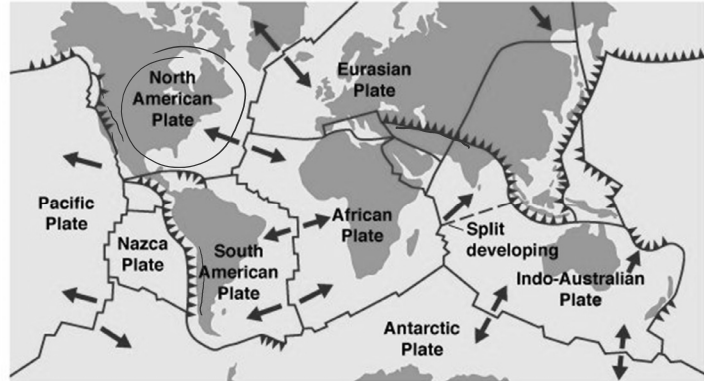 North
American
Plate
Eurasian
Plate
Pacific
Plate
Nazca
Plate
South
American
Plate
African
Plate
Split
developing
Indo-Australian
Plate
Antarctic
Plate